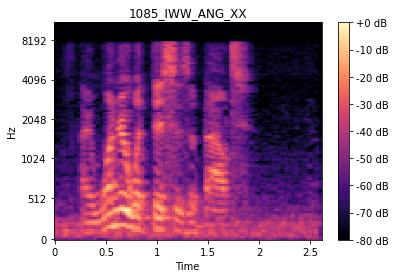 1085_IWW_ANG_XX
+0 dB
8192
-10 dB
4096
-20 dB
-30 dB
2048
Hz
-40 dB
1024
-50 dB
512
-60 dB
-70 dB
0
-80 dB
0 0.5 1 1.5 2 2.5
Time